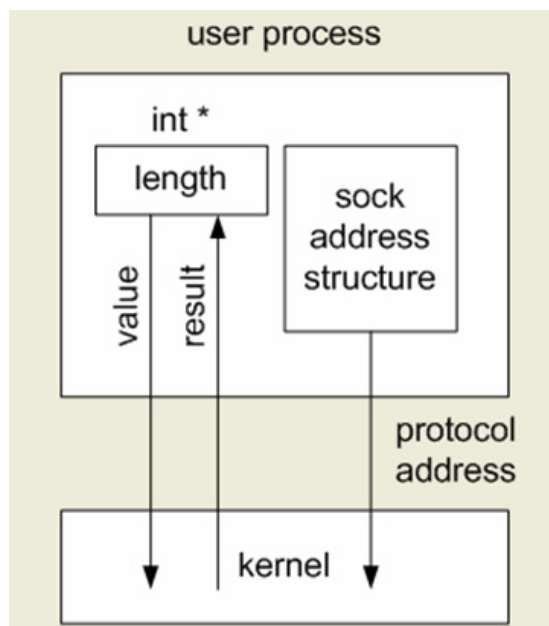 user process
int *
length
sock
address
structure
value
result
protocol
address
kernel